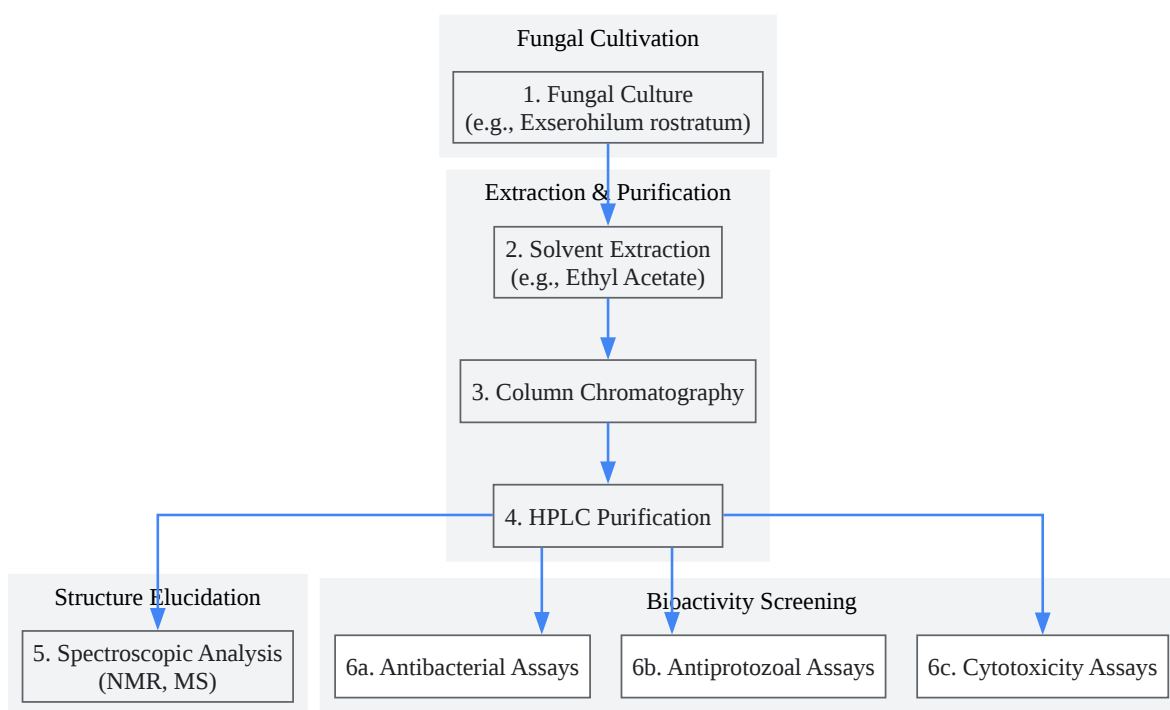 Fungal Cultivation
1. Fungal Culture
(e.g., Exserohilum rostratum)
Extraction & Purification
2. Solvent Extraction
(e.g., Ethyl Acetate)
3. Column Chromatography
4. HPLC Purification
Structure Elucidation
5. Spectroscopic Analysis
(NMR, MS)
Bioactivity Screening
6a. Antibacterial Assays
6b. Antiprotozoal Assays
6c. Cytotoxicity Assays